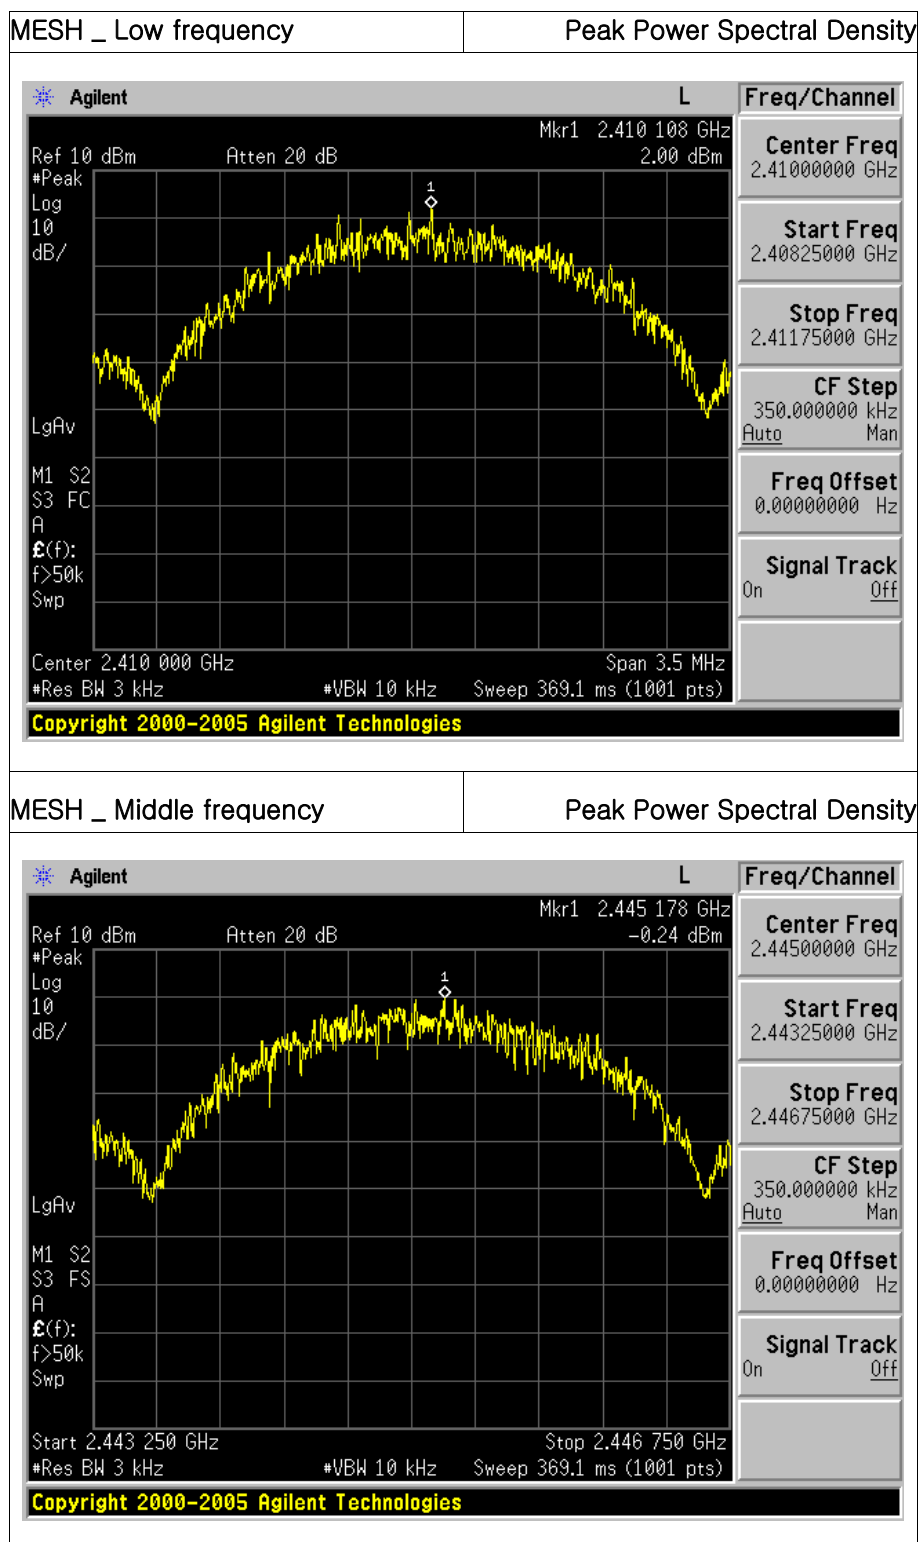 MESH _ Low frequency Peak Power Spectral Density
Agilent L Freq/Channel
Mkr1 2.410 108 GHz
Ref 10 dBm Atten 20 dB 2.00 dBm
#Peak
Log
10
dB/
1
LgAv
M1 S2
S3 FC
A
£(f):
f>50k
Swp
Center 2.410 000 GHz Span 3.5 MHz
#Res BW 3 kHz #VBW 10 kHz Sweep 369.1 ms (1001 pts)
Center Freq
2.41000000 GHz
Start Freq
2.40825000 GHz
Stop Freq
2.41175000 GHz
CF Step
350.000000 kHz
Auto Man
Freq Offset
0.00000000 Hz
Signal Track
On Off
Copyright 2000-2005 Agilent Technologies
MESH _ Middle frequency Peak Power Spectral Density
Agilent L Freq/Channel
Mkr1 2.445 178 GHz
Ref 10 dBm Atten 20 dB -0.24 dBm
#Peak
Log
10
dB/
1
LgAv
M1 S2
S3 FS
A
£(f):
f>50k
Swp
Start 2.443 250 GHz Stop 2.446 750 GHz
#Res BW 3 kHz #VBW 10 kHz Sweep 369.1 ms (1001 pts)
Center Freq
2.44500000 GHz
Start Freq
2.44325000 GHz
Stop Freq
2.44675000 GHz
CF Step
350.000000 kHz
Auto Man
Freq Offset
0.00000000 Hz
Signal Track
On Off
Copyright 2000-2005 Agilent Technologies